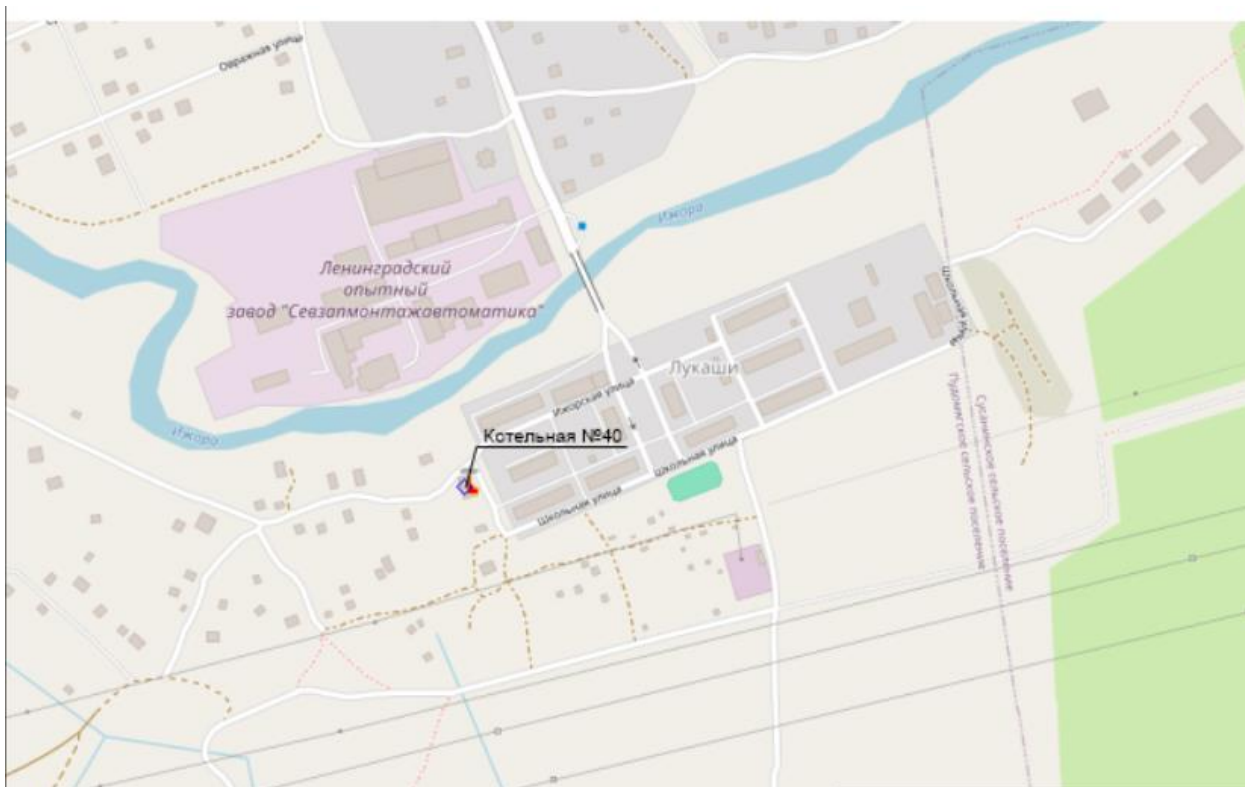 Овражная улица
Ижора
Ленинградский
опытный
завод "Севзапмонтажавтоматика"
Школьная улица
Лукаши
Ижорская улица
Ижора
Котельная №40
Школьная улица
Школьная улица
Сусанинское сельское поселение
Пудомягское сельское поселение